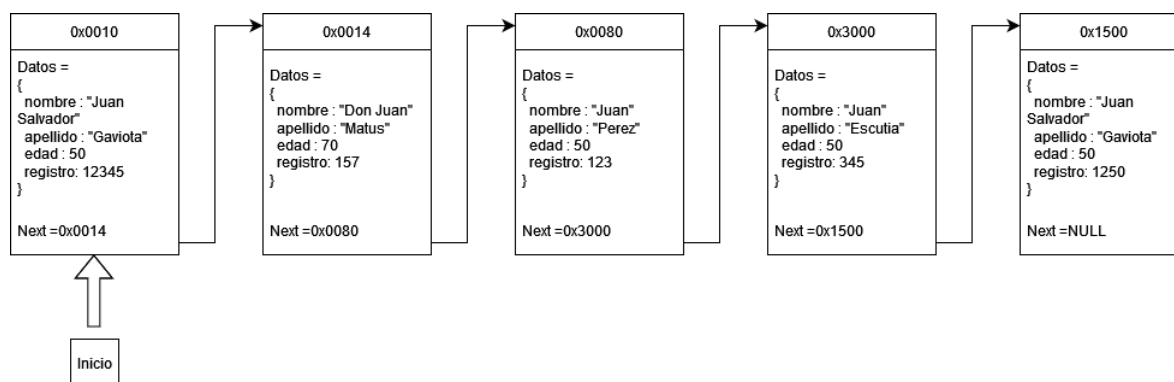 0x0010
Datos =
{
nombre : "Juan
Salvador"
apellido : "Gaviota"
edad : 50
registro: 12345
}
Next =0x0014
0x0014
Datos =
{
nombre : "Don Juan"
apellido : "Matus"
edad : 70
registro: 157
}
Next =0x0080
0x0080
Datos =
{
nombre : "Juan"
apellido : "Perez"
edad : 50
registro: 123
}
Next =0x3000
0x3000
Datos =
{
nombre : "Juan"
apellido : "Escutia"
edad : 50
registro: 345
}
Next =0x1500
0x1500
Datos =
{
nombre : "Juan
Salvador"
apellido : "Gaviota"
edad : 50
registro: 1250
}
Next =NULL
Inicio